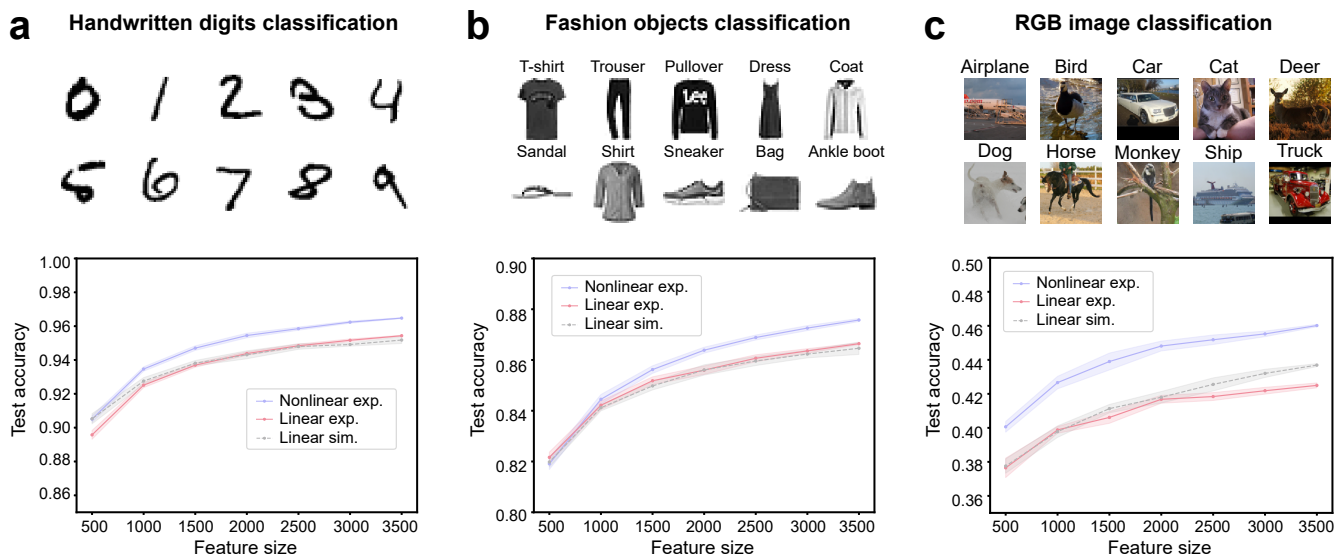 a Handwritten digits classification
0 1 2 3 4
5 6 7 8 9
1.00
0.98
0.96
0.94
0.92
0.90
0.88
0.86
Test accuracy
Nonlinear exp.
Linear exp.
Linear sim.
500 1000 1500 2000 2500 3000 3500
Feature size
b Fashion objects classification
T-shirt Trouser Pullover Dress Coat
Lee
Sandal Shirt Sneaker Bag Ankle boot
0.90
0.88
0.86
0.84
0.82
0.80
Test accuracy
Nonlinear exp.
Linear exp.
Linear sim.
500 1000 1500 2000 2500 3000 3500
Feature size
c RGB image classification
Airplane Bird Car Cat Deer
Dog Horse Monkey Ship Truck
0.50
0.48
0.46
0.44
0.42
0.40
0.38
0.36
Test accuracy
Nonlinear exp.
Linear exp.
Linear sim.
500 1000 1500 2000 2500 3000 3500
Feature size